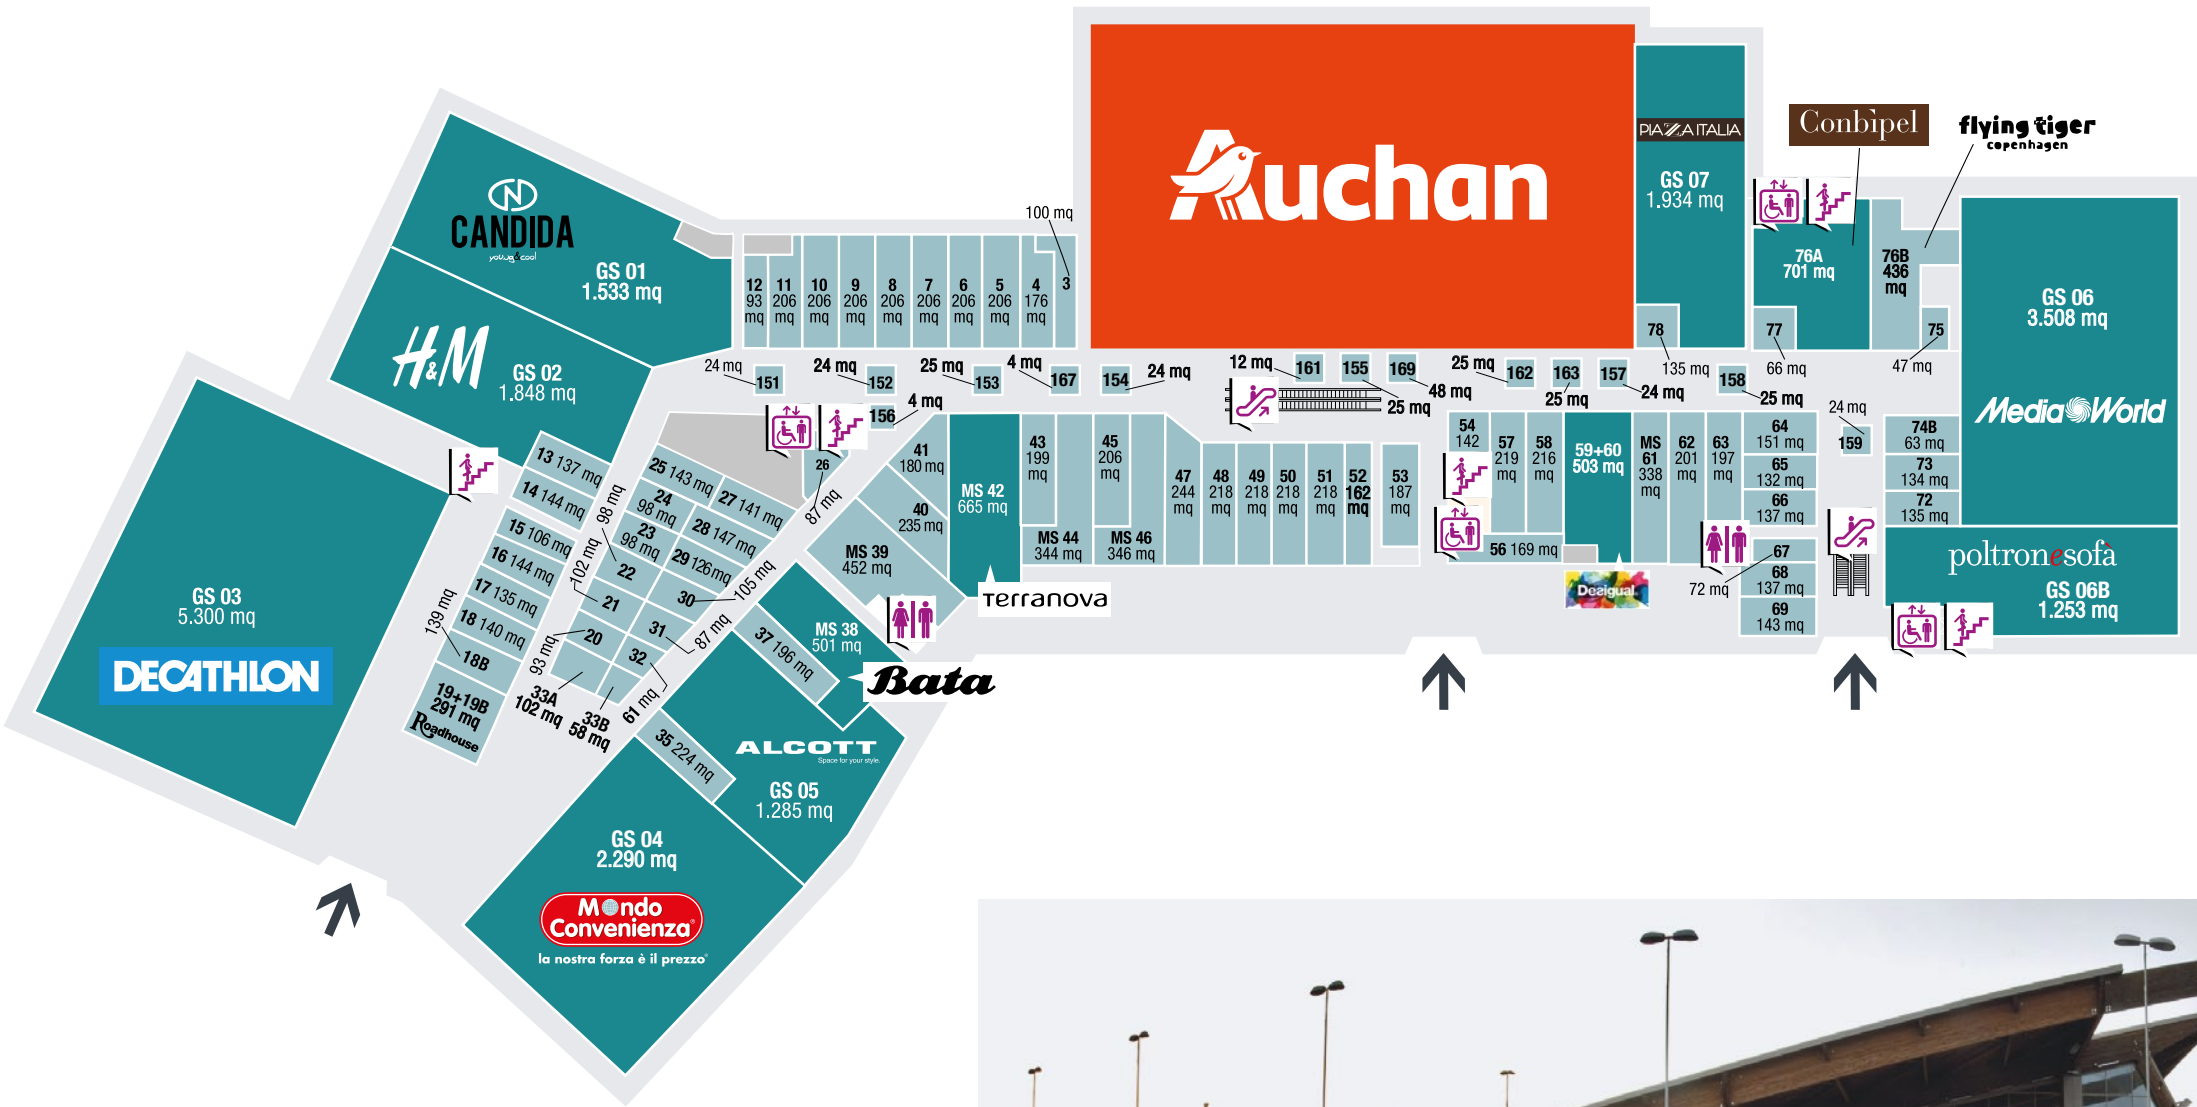 CANDIDA
young&cool
GS 01
1.533 mq
H&M
GS 02
1.848 mq
GS 03
5.300 mq
DECATHLON
12
93
mq
11
206
mq
10
206
mq
9
206
mq
8
206
mq
7
206
mq
6
206
mq
5
206
mq
4
176
mq
100 mq
3
Auchan
PIAZZA ITALIA
GS 07
1.934 mq
78
135 mq
Conbipel
flying tiger
copenhagen
76A
701 mq
76B
436
mq
77
66 mq
75
47 mq
GS 06
3.508 mq
MediaWorld
24 mq
151
24 mq
152
25 mq
153
4 mq
167
154
24 mq
156
4 mq
12 mq
161
155
25 mq
169
48 mq
25 mq
162
163
25 mq
157
24 mq
158
25 mq
24 mq
159
13 137 mq
14 144 mq
15 106 mq
16 144 mq
17 135 mq
18 140 mq
139 mq
18B
19+19B
291 mq
Roadhouse
25 143 mq
24
98 mq
23
98 mq
98 mq
22
102 mq
21
93 mq
20
33A
102 mq
33B
58 mq
26
87 mq
27 141 mq
28 147 mq
29 126 mq
30
105 mq
31
87 mq
32
61 mq
41
180 mq
40
235 mq
MS 39
452 mq
MS 38
501 mq
37 196 mq
Bata
35 224 mq
ALCOTT
Space for your style.
GS 05
1.285 mq
GS 04
2.290 mq
Mondo
Convenienza
la nostra forza è il prezzo
MS 42
665 mq
Terranova
43
199
mq
MS 44
344 mq
45
206
mq
MS 46
346 mq
47
244
mq
48
218
mq
49
218
mq
50
218
mq
51
218
mq
52
162
mq
53
187
mq
54
142
57
219
mq
58
216
mq
56 169 mq
59+60
503 mq
Desigual
MS
61
338
mq
62
201
mq
63
197
mq
64
151 mq
65
132 mq
66
137 mq
67
72 mq
68
137 mq
69
143 mq
74B
63 mq
73
134 mq
72
135 mq
poltronesofà
GS 06B
1.253 mq